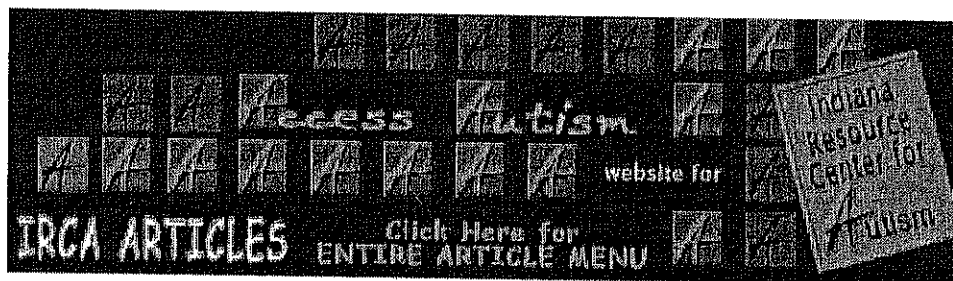 Access Autism
website for
Indiana
Resource
Center for
Autism
IRCA ARTICLES
Click Here for
ENTIRE ARTICLE MENU